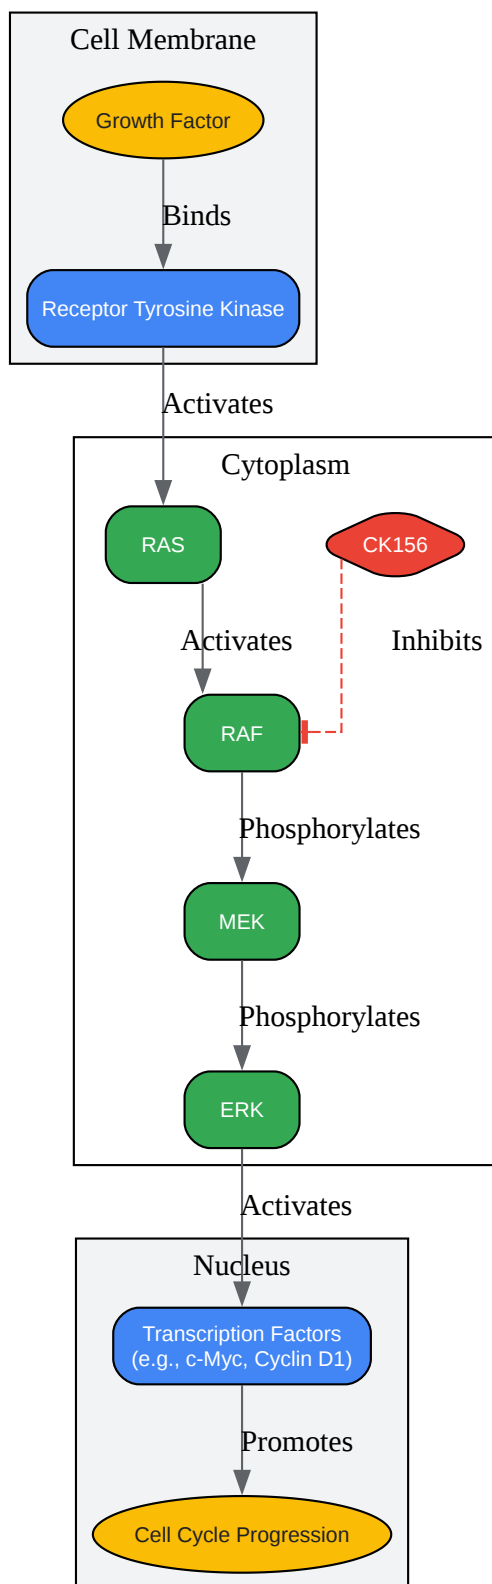 Cell Membrane
Growth Factor
Binds
Receptor Tyrosine Kinase
Activates
Cytoplasm
RAS
CK156
Activates
Inhibits
RAF
Phosphorylates
MEK
Phosphorylates
ERK
Activates
Nucleus
Transcription Factors
(e.g., c-Myc, Cyclin D1)
Promotes
Cell Cycle Progression